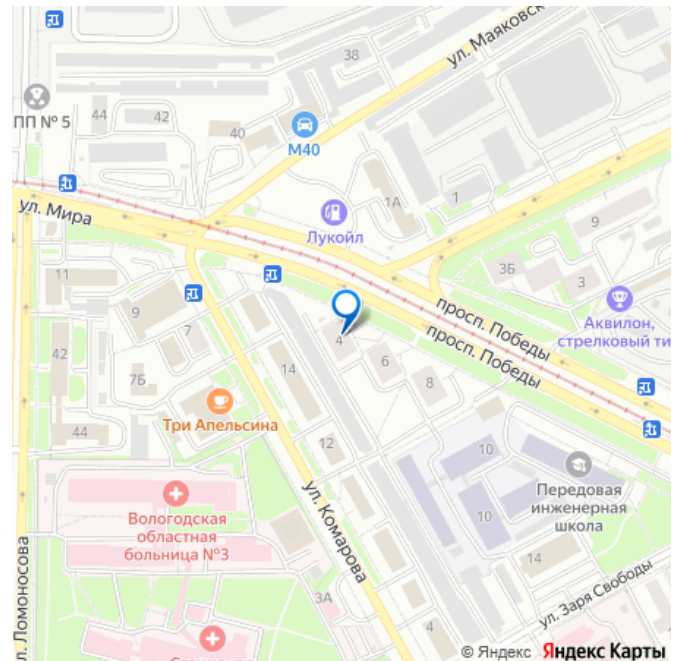 38
ул. Маяковск
ПП № 5
44
42
40
М40
1А
1
ул. Мира
Лукойл
9
3Б
3
11
9
7
42
7Б
14
4
6
8
просп. Победы
просп. Победы
Аквилон,
стрелковый ти
Три Апельсина
44
12
10
10
Передовая
инженерная
школа
Вологодская
областная
больница №3
ул. Комарова
14
ул. Ломоносова
3А
4
ул. Заря Свободы
© Яндекс Яндекс Карты